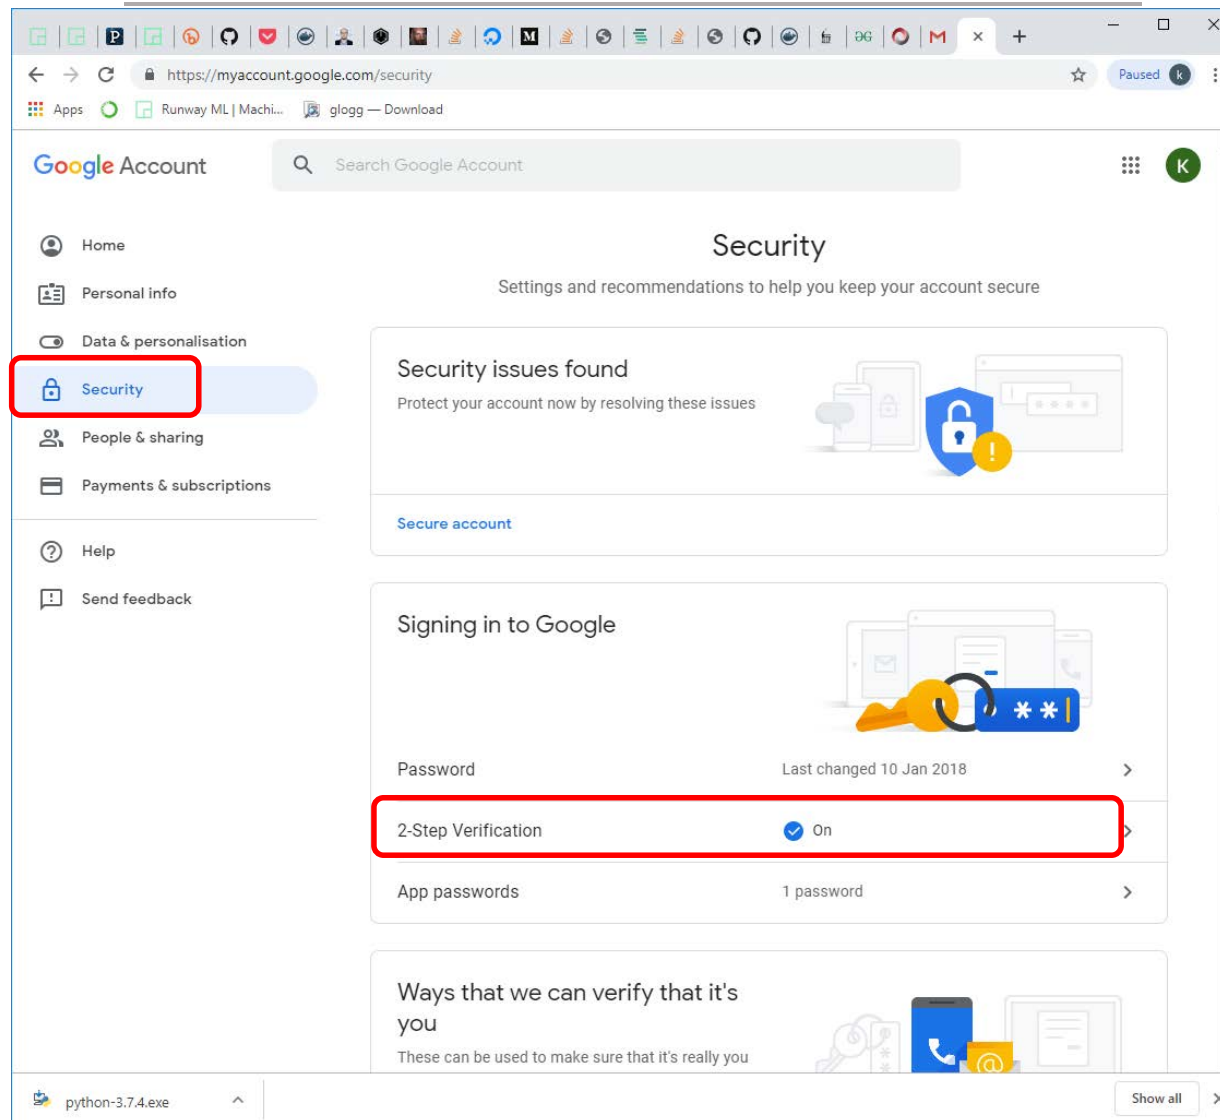 https://myaccount.google.com/security
Paused k
Apps
Runway ML | Machi...
glogg — Download
Google Account
Search Google Account
K
Home
Personal info
Data & personalisation
Security
People & sharing
Payments & subscriptions
Help
Send feedback
Security
Settings and recommendations to help you keep your account secure
Security issues found
Protect your account now by resolving these issues
Secure account
Signing in to Google
Password Last changed 10 Jan 2018
2-Step Verification On
App passwords 1 password
Ways that we can verify that it's
you
These can be used to make sure that it's really you
python-3.7.4.exe
Show all